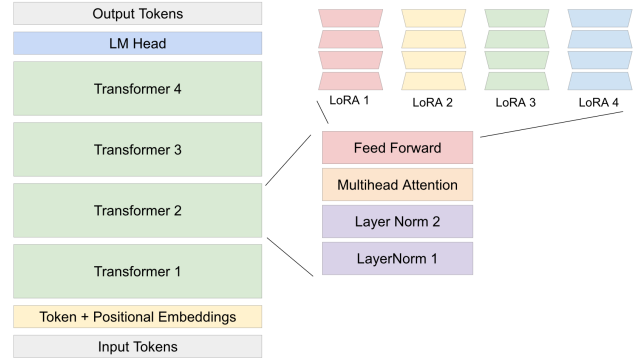 Output Tokens
LM Head
Transformer 4
Transformer 3
Transformer 2
Transformer 1
Token + Positional Embeddings
Input Tokens
LoRA 1
LoRA 2
LoRA 3
LoRA 4
Feed Forward
Multihead Attention
Layer Norm 2
LayerNorm 1